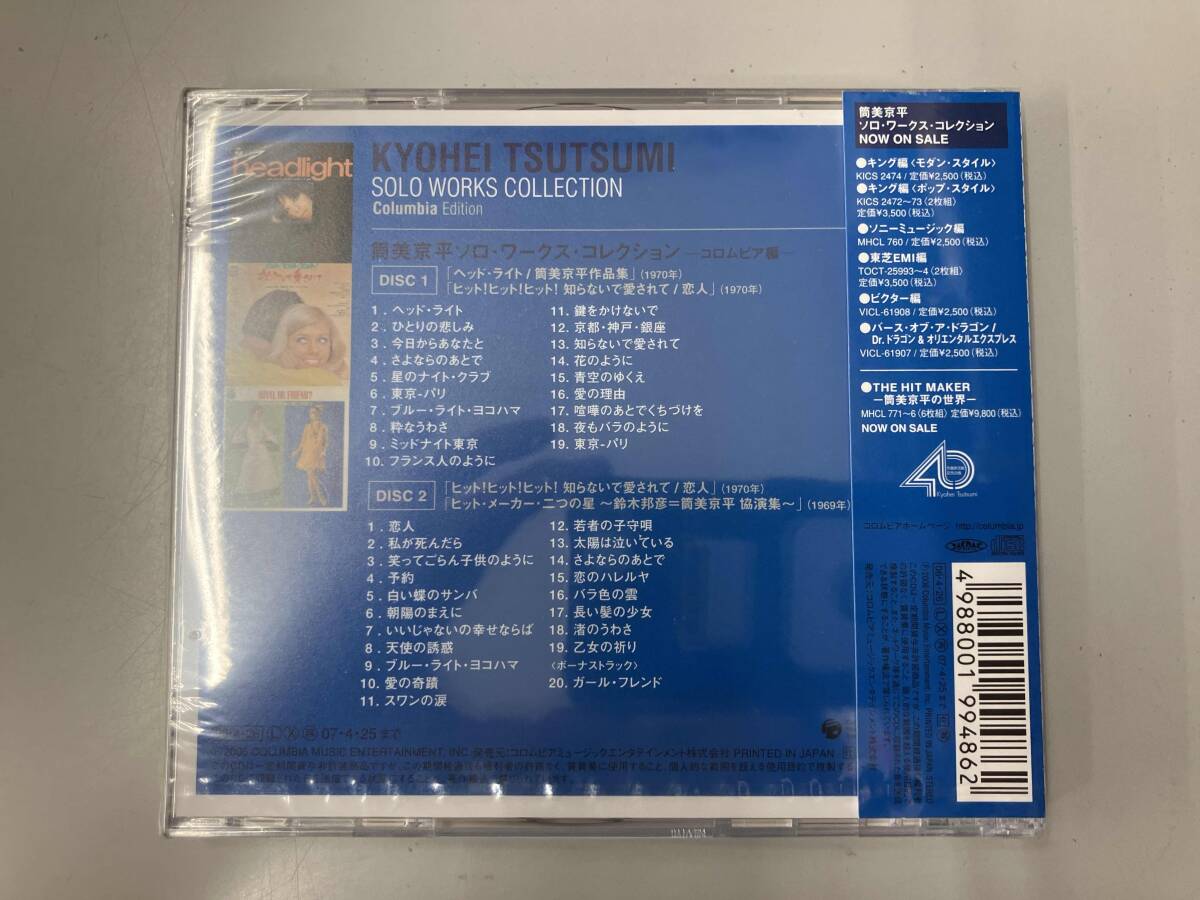 headlight
KYOHEI TSUTSUMI
SOLO WORKS COLLECTION
Columbia Edition
筒美京平ソロ・ワークス・コレクション ―コロムビア編―
DISC 1
「ヘッド・ライト / 筒美京平作品集」(1970年)
「ヒット!ヒット!ヒット! 知らないで愛されて / 恋人」(1970年)
1. ヘッド・ライト
2. ひとりの悲しみ
3. 今日からあなたと
4. さよならのあとで
5. 星のナイト・クラブ
6. 東京-パリ
7. ブルー・ライト・ヨコハマ
8. 粋なうわさ
9. ミッドナイト東京
10. フランス人のように
11. 鍵をかけないで
12. 京都・神戸・銀座
13. 知らないで愛されて
14. 花のように
15. 青空のゆくえ
16. 愛の理由
17. 喧嘩のあとでくちづけを
18. 夜もバラのように
19. 東京-パリ
DISC 2
「ヒット!ヒット!ヒット! 知らないで愛されて / 恋人」(1970年)
「ヒット・メーカー・二つの星 ～鈴木邦彦=筒美京平 協演集～」(1969年)
1. 恋人
2. 私が死んだら
3. 笑ってごらん子供のように
4. 予約
5. 白い蝶のサンバ
6. 朝陽のまえに
7. いいじゃないの幸せならば
8. 天使の誘惑
9. ブルー・ライト・ヨコハマ
10. 愛の奇蹟
11. スワンの涙
12. 若者の子守唄
13. 太陽は泣いている
14. さよならのあとで
15. 恋のハレルヤ
16. バラ色の雲
17. 長い髪の少女
18. 渚のうわさ
19. 乙女の祈り
〈ボーナストラック〉
20. ガール・フレンド
07・4・25まで
℗2006 COLUMBIA MUSIC ENTERTAINMENT, INC. 発売元:コロムビアミュージックエンタテインメント株式会社 PRINTED IN JAPAN
筒美京平
ソロ・ワークス・コレクション
NOW ON SALE
●キング編〈モダン・スタイル〉
KICS 2474 / 定価¥2,500(税込)
●キング編〈ポップ・スタイル〉
KICS 2472~73(2枚組)
定価¥3,500(税込)
●ソニーミュージック編
MHCL 760 / 定価¥2,500(税込)
●東芝EMI編
TOCT-25993~4(2枚組)
定価¥3,500(税込)
●ビクター編
VICL-61908 / 定価¥2,500(税込)
●バース・オブ・ア・ドラゴン/
Dr.ドラゴン&オリエンタルエクスプレス
VICL-61907 / 定価¥2,500(税込)
●THE HIT MAKER
―筒美京平の世界―
MHCL 771~6(6枚組) 定価¥9,800(税込)
NOW ON SALE
40
Kyohei Tsutsumi
コロムビアホームページ http://columbia.jp
4988001994862